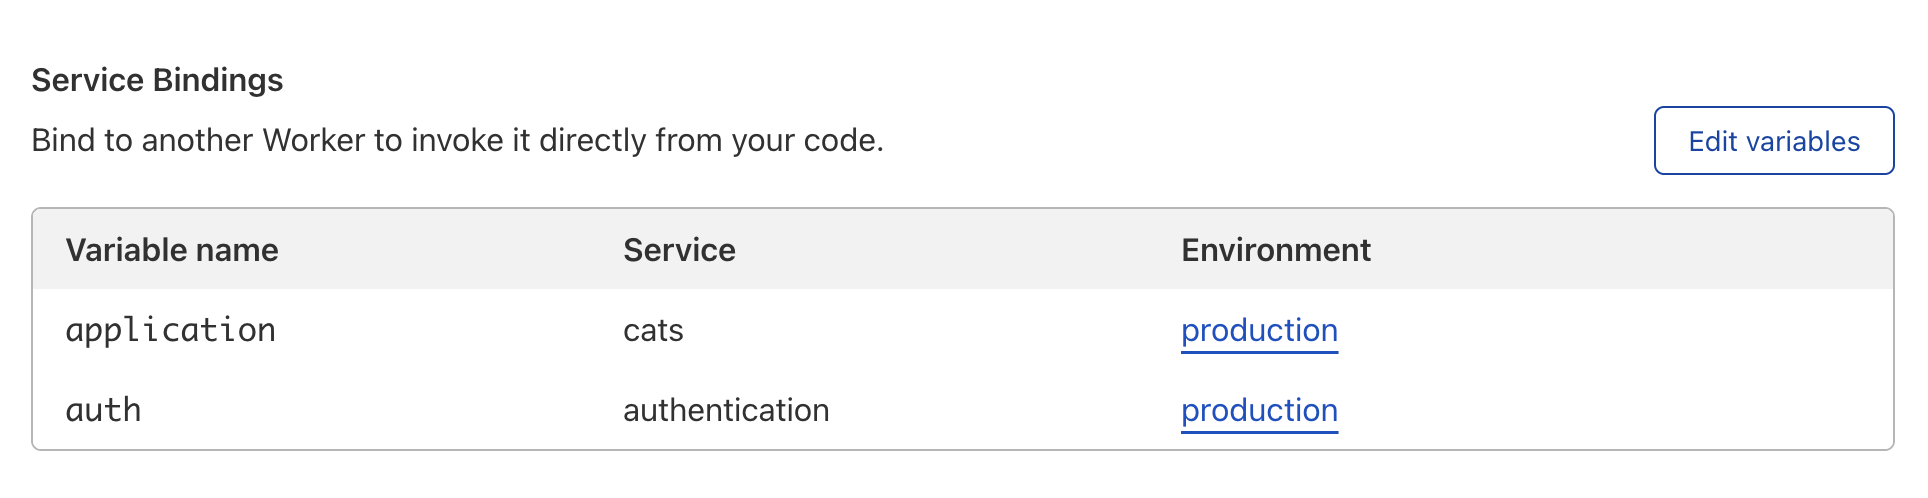 Service Bindings
Bind to another Worker to invoke it directly from your code.
Edit variables
Variable name Service Environment
application cats production
auth authentication production